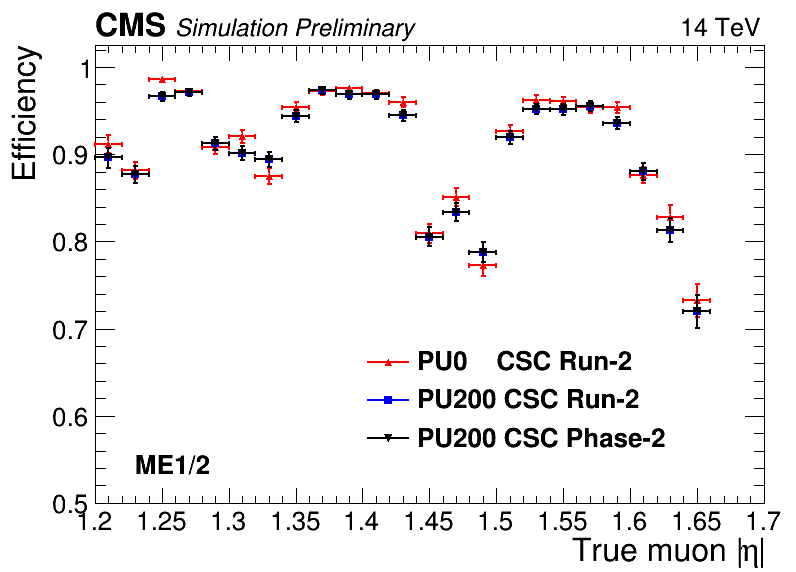 CMS Simulation Preliminary 14 TeV
Efficiency
1
0.9
0.8
0.7
0.6
0.5
PU0 CSC Run-2
PU200 CSC Run-2
PU200 CSC Phase-2
ME1/2
1.2 1.25 1.3 1.35 1.4 1.45 1.5 1.55 1.6 1.65 1.7
True muon |η|